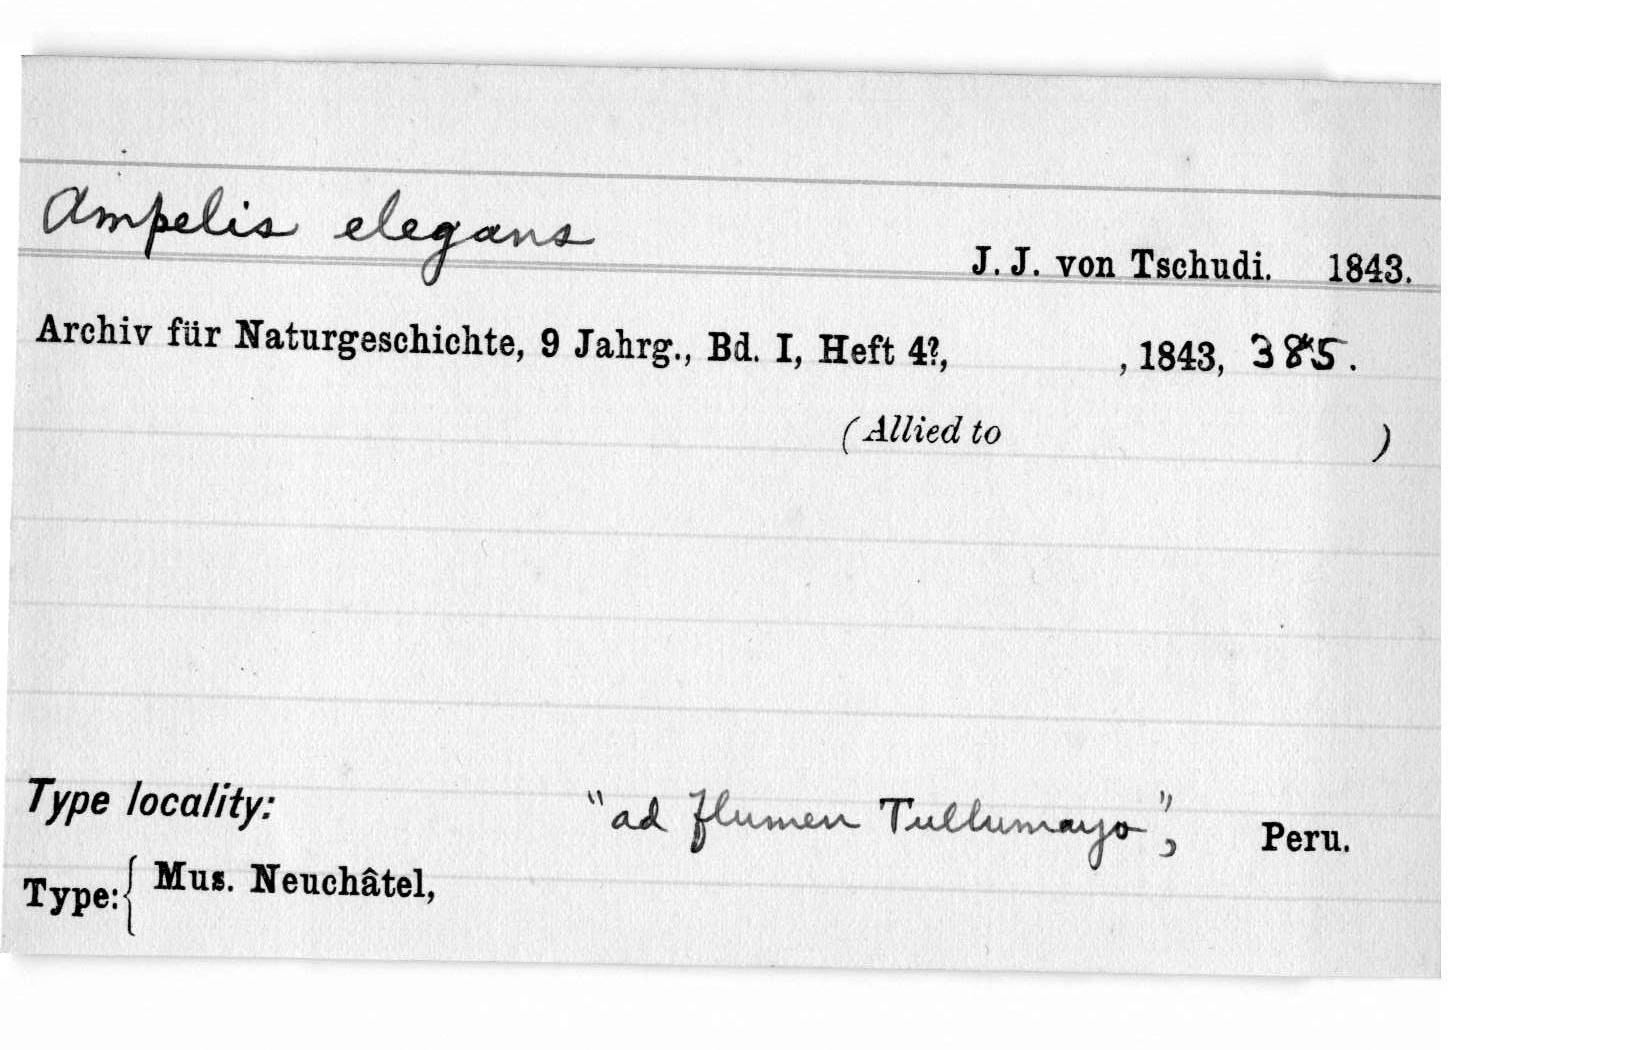 Ampelis elegans
J. J. von Tschudi. 1843.
Archiv für Naturgeschichte, 9 Jahrg., Bd. I, Heft 4?, , 1843, 385.
(Allied to )
Type locality: "ad flumen Tullumayo", Peru.
Type: { Mus. Neuchâtel,